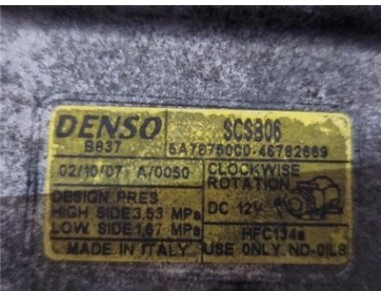 DENSO
SCSB06
B637
5A7875000-46782669
02/10/07 A/0050
CLOCKWISE
ROTATION
DESIGN PRES
HIGH SIDE 3,53 MPa
DC 12V
LOW SIDE 1,67 MPa
HFC134a
MADE IN ITALY
USE ONLY ND-OIL8